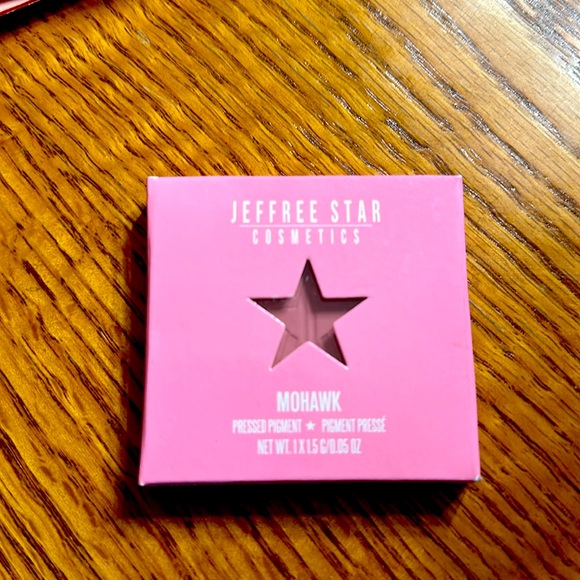 JEFFREE STAR
COSMETICS
MOHAWK
PRESSED PIGMENT ★ PIGMENT PRESSÉ
NET WT. 1 X 1.5 G/0.05 OZ